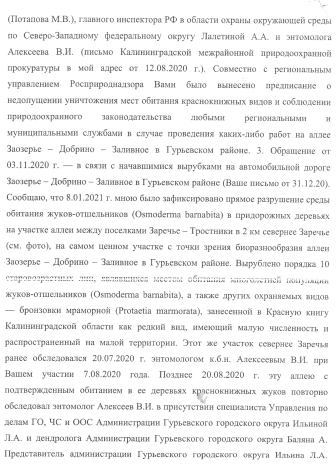 (Потапова М.В.), главного инспектора РФ в области охраны окружающей среды
по Северо-Западному федеральному округу Лалетиной А.А. и энтомолога
Алексеева В.И. (письмо Калининградской межрайонной природоохранной
прокуратуры в мой адрес от 12.08.2020 г.). Совместно с региональным
управлением Росприроднадзора Вами было вынесено предписание о
недопущении уничтожения мест обитания краснокнижных видов и соблюдении
природоохранного законодательства любыми региональными и
муниципальными службами в случае проведения каких-либо работ на аллее
Заозерье – Добрино – Заливное в Гурьевском районе. 3. Обращение от
03.11.2020 г. — в связи с начавшимися вырубками на автомобильной дороге
Заозерье – Добрино – Заливное в Гурьевском районе (Ваше письмо от 31.12.20).
Сообщаю, что 8.01.2021 г. мною было зафиксировано прямое разрушение среды
обитания жуков-отшельников (Osmoderma barnabita) в придорожных деревьях
на участке аллеи между поселками Заречье – Тростники в 2 км севернее Заречье
(см. фото), на самом ценном участке с точки зрения биоразнообразия аллеи
Заозерье – Добрино – Заливное в Гурьевском районе. Вырублено порядка 10
старовозрастных лип, являвшихся местом обитания многолетней популяции
жуков-отшельников (Osmoderma barnabita), а также других охраняемых видов
— бронзовки мраморной (Protaetia marmorata), занесенной в Красную книгу
Калининградской области как редкий вид, имеющий малую численность и
распространенный на малой территории. Этот же участок севернее Заречья
ранее обследовался 20.07.2020 г. энтомологом к.б.н. Алексеевым В.И. при
Вашем участии 7.08.2020 года. Позднее 20.08.2020 г. эту аллею с
подтвержденным обитанием в ее деревьях краснокнижных жуков повторно
обследовал энтомолог Алексеев В.И. в присутствии специалиста Управления по
делам ГО, ЧС и ООС Администрации Гурьевского городского округа Ильиной
Л.А. и дендролога Администрации Гурьевского городского округа Баляна А.
Представитель администрации Гурьевского городского округа Ильина Л.А.